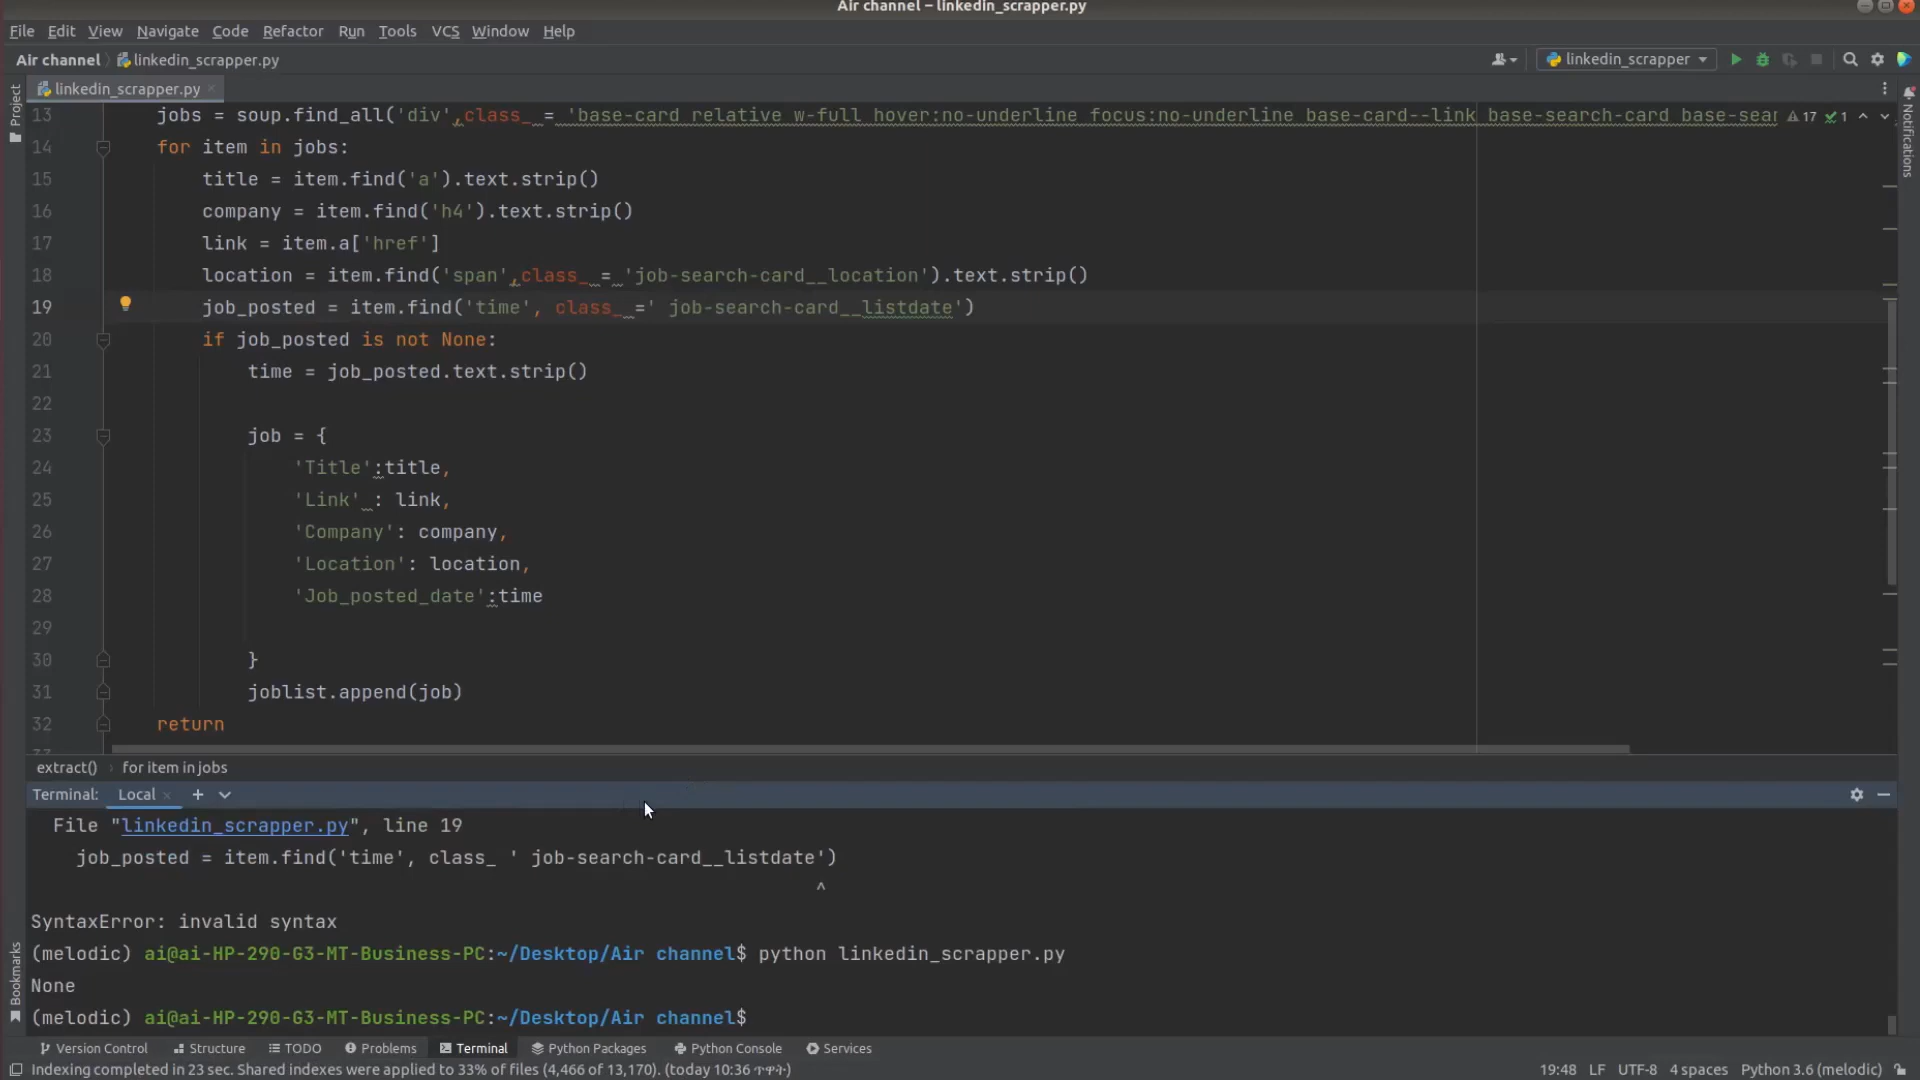 Air channel – linkedin_scrapper.py
File Edit View Navigate Code Refactor Run Tools VCS Window Help
Air channel linkedin_scrapper.py
linkedin_scrapper
Project
linkedin_scrapper.py
Notifications
13 jobs = soup.find_all('div',class_ = 'base-card relative w-full hover:no-underline focus:no-underline base-card--link base-search-card base-sear
17 1
14 for item in jobs:
15 title = item.find('a').text.strip()
16 company = item.find('h4').text.strip()
17 link = item.a['href']
18 location = item.find('span',class_ = 'job-search-card__location').text.strip()
19 job_posted = item.find('time', class_ =' job-search-card__listdate')
20 if job_posted is not None:
21 time = job_posted.text.strip()
22
23 job = {
24 'Title':title,
25 'Link' : link,
26 'Company': company,
27 'Location': location,
28 'Job_posted_date':time
29
30 }
31 joblist.append(job)
32 return
extract() for item in jobs
Terminal: Local
File "linkedin_scrapper.py", line 19
job_posted = item.find('time', class_ ' job-search-card__listdate')
^
SyntaxError: invalid syntax
(melodic) ai@ai-HP-290-G3-MT-Business-PC:~/Desktop/Air channel$ python linkedin_scrapper.py
None
(melodic) ai@ai-HP-290-G3-MT-Business-PC:~/Desktop/Air channel$
Bookmarks
Version Control Structure TODO Problems Terminal Python Packages Python Console Services
Indexing completed in 23 sec. Shared indexes were applied to 33% of files (4,466 of 13,170). (today 10:36 ጥዋት)
19:48 LF UTF-8 4 spaces Python 3.6 (melodic)